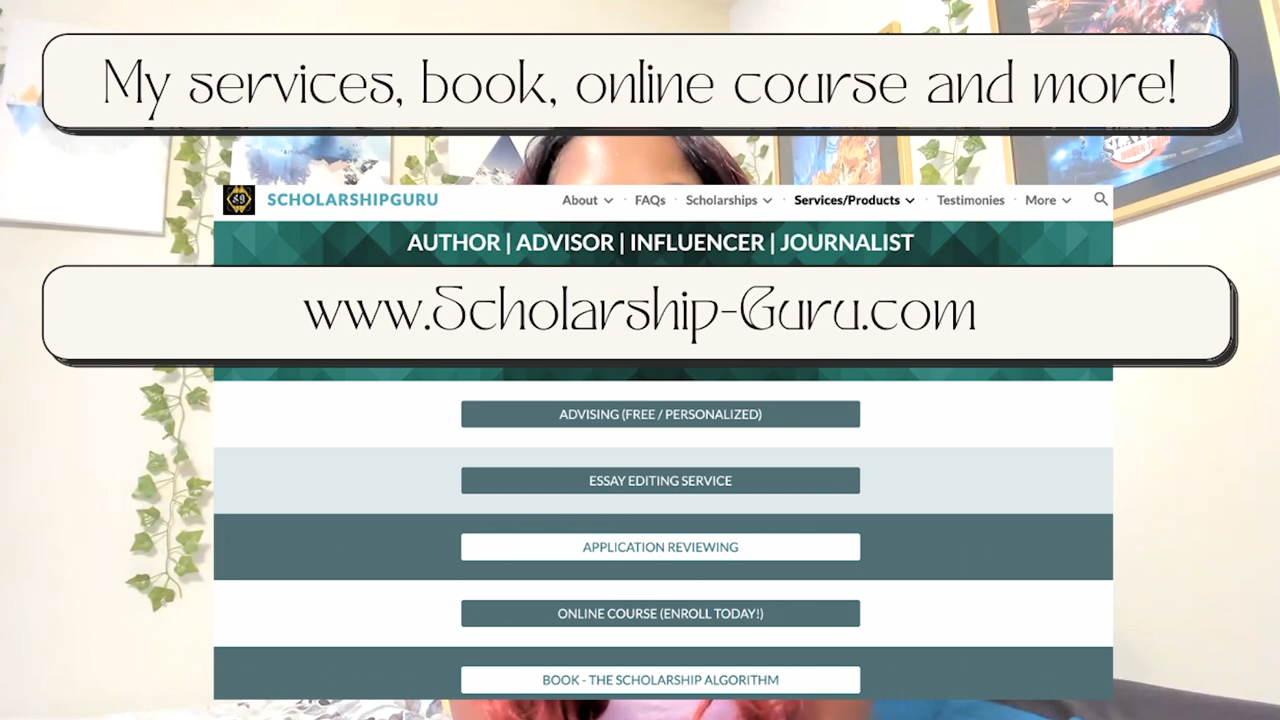 My services, book, online course and more!
SCHOLARSHIPGURU
About · FAQs · Scholarships · Services/Products · Testimonies · More
AUTHOR | ADVISOR | INFLUENCER | JOURNALIST
www.Scholarship-Guru.com
ADVISING (FREE / PERSONALIZED)
ESSAY EDITING SERVICE
APPLICATION REVIEWING
ONLINE COURSE (ENROLL TODAY!)
BOOK - THE SCHOLARSHIP ALGORITHM